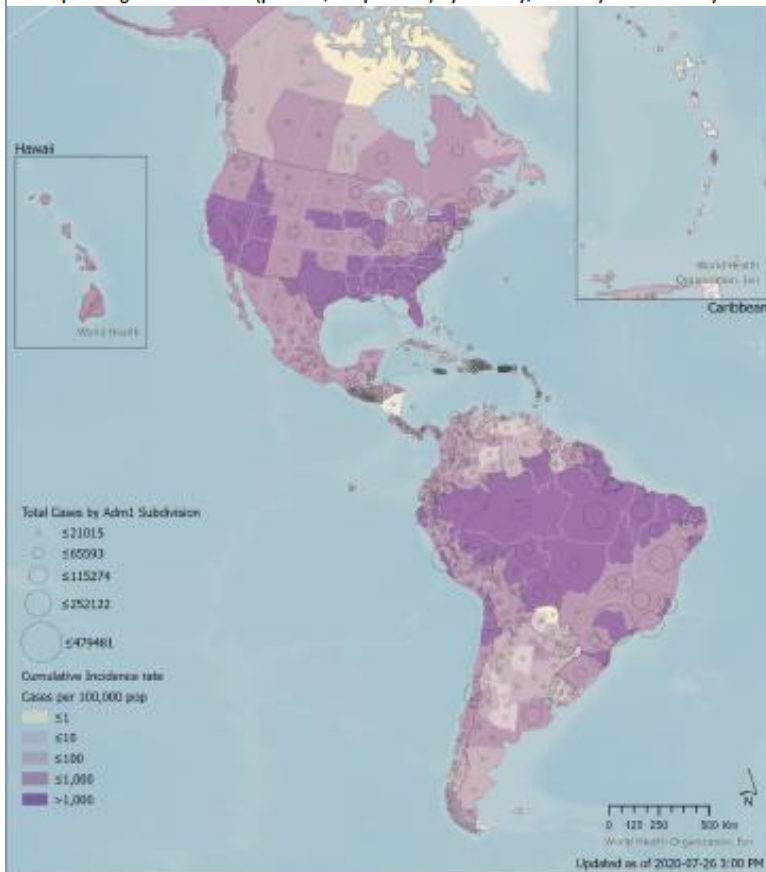 Hawaii
World Health
World Health
Organization, Esri
Caribbean
Total Cases by Adm1 Subdivision
≤21015
≤65593
≤115274
≤252122
≤479481
Cumulative Incidence rate
Cases per 100,000 pop
≤1
≤10
≤100
≤1,000
>1,000
N
0 125 250 500 Km
World Health Organization, Esri
Updated as of 2020-07-26 3:00 PM